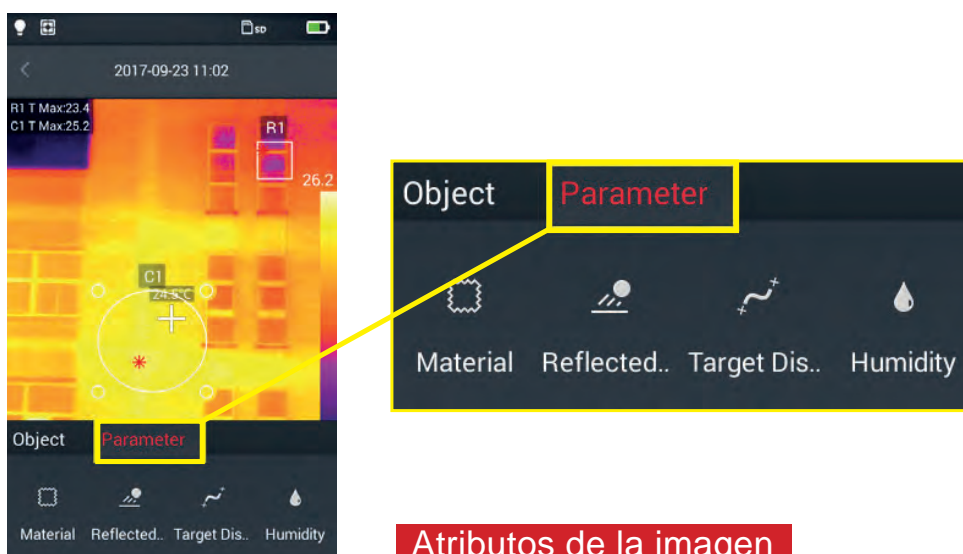 SD
2017-09-23 11:02
R1 T Max:23.4
C1 T Max:25.2
R1
26.2
C1
24.5°C
Object Parameter
Material Reflected.. Target Dis.. Humidity
Object Parameter
Material Reflected.. Target Dis.. Humidity
Atributos de la imagen